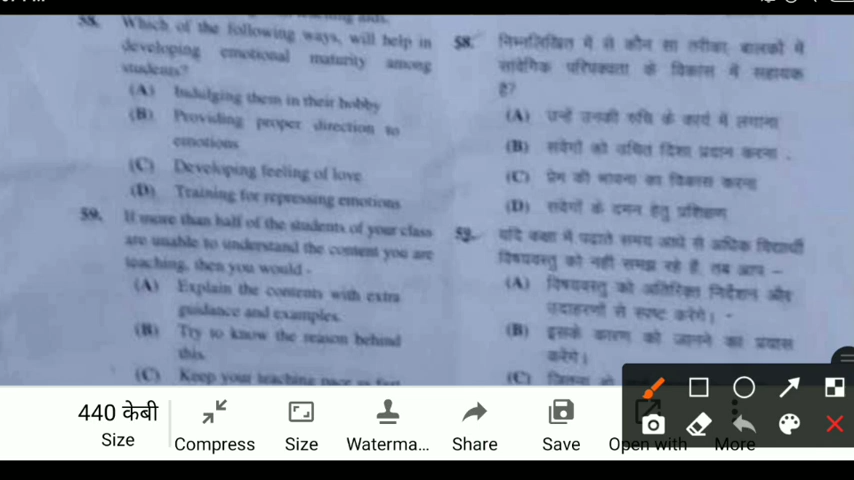 58. Which of the following ways, will help in
developing emotional maturity among
students?
(A) Indulging them in their hobby
(B) Providing proper direction to
emotions
(C) Developing feeling of love
(D) Training for repressing emotions
59. If more than half of the students of your class
are unable to understand the content you are
teaching, then you would -
(A) Explain the contents with extra
guidance and examples.
(B) Try to know the reason behind
this.
(C) Keep your teaching pace as fast
58. निम्नलिखित में से कौन सा तरीका बालकों में
सांवेगिक परिपक्वता के विकास में सहायक
है?
(A) उन्हें उनकी रुचि के कार्य में लगाना
(B) संवेगों को उचित दिशा प्रदान करना .
(C) प्रेम की भावना का विकास करना
(D) संवेगों के दमन हेतु प्रशिक्षण
59. यदि कक्षा में पढ़ाते समय आधे से अधिक विद्यार्थी
विषयवस्तु को नहीं समझ रहे हैं, तब आप –
(A) विषयवस्तु को अतिरिक्त निर्देशन और
उदाहरणों से स्पष्ट करेंगे।
(B) इसके कारण को जानने का प्रयास
करेंगे।
(C) जितना हो
440 केबी
Size
Compress
Size
Waterma...
Share
Save
Open with
More